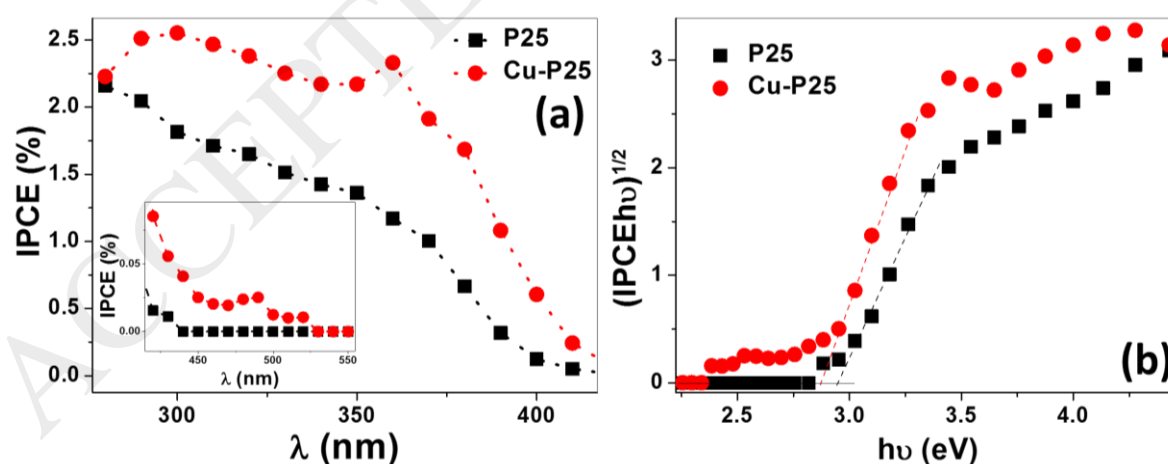 ACCEPT
2.5
2.0
1.5
1.0
0.5
0.0
IPCE (%)
P25
Cu-P25
(a)
0.05
0.00
IPCE (%)
450
500
550
λ (nm)
300
350
400
λ (nm)
3
2
1
0
(IPCEhυ)^1/2
P25
Cu-P25
(b)
2.5
3.0
3.5
4.0
hυ (eV)